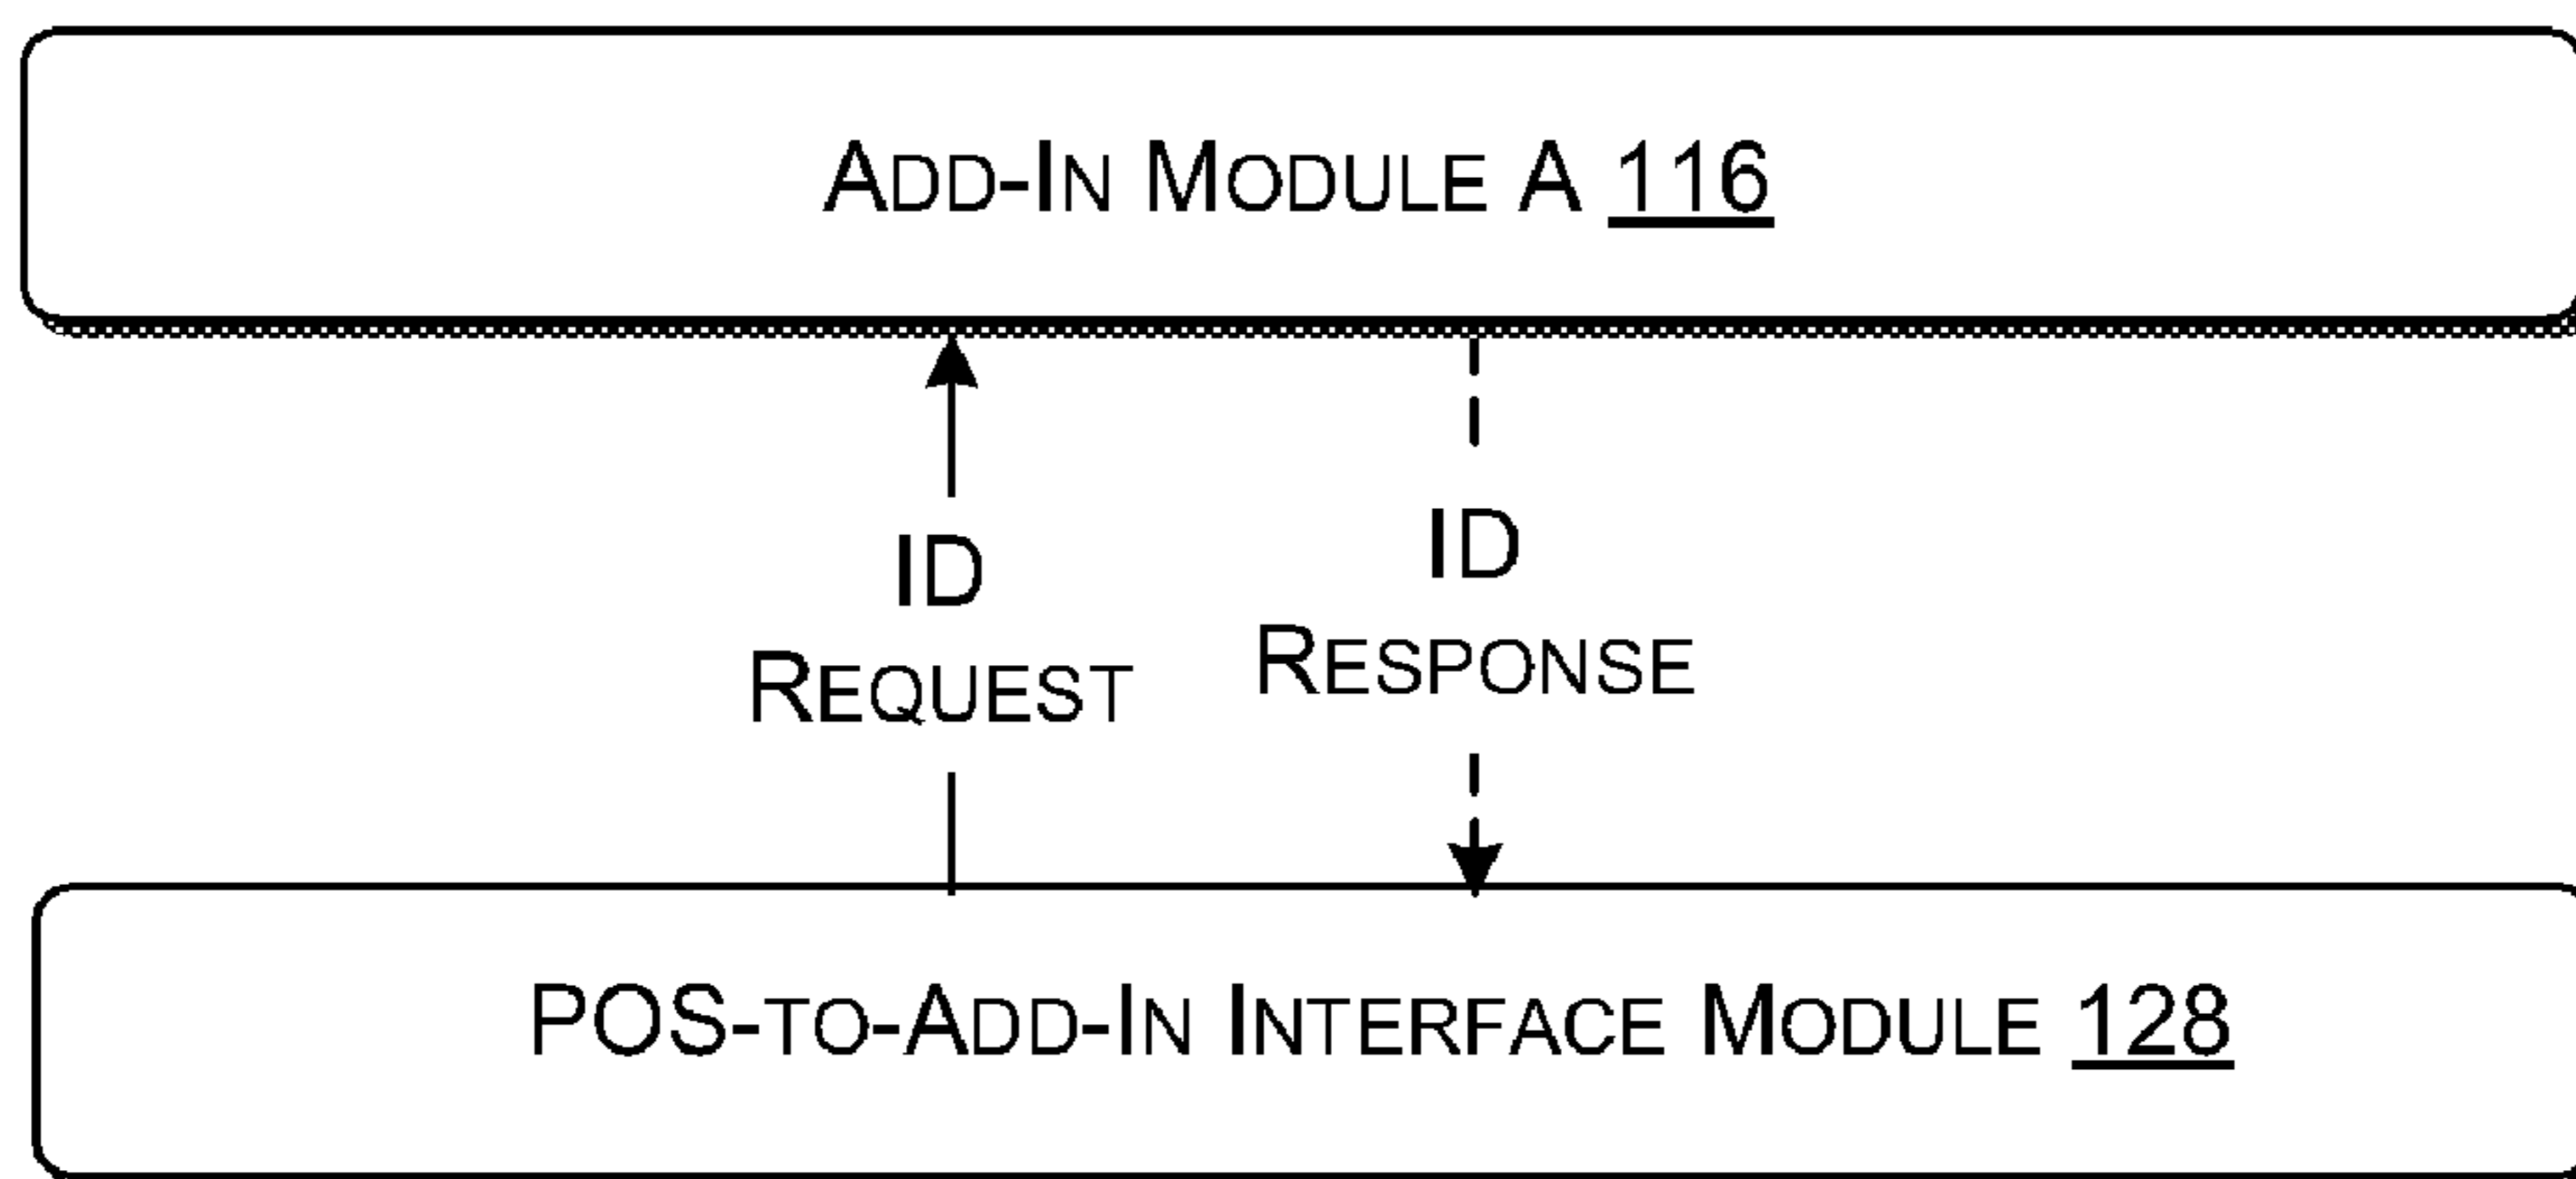 ADD-IN MODULE A 116
ID
REQUEST
ID
RESPONSE
POS-TO-ADD-IN INTERFACE MODULE 128